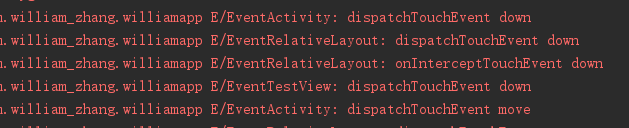 m.william_zhang.williamapp E/EventActivity: dispatchTouchEvent down
m.william_zhang.williamapp E/EventRelativeLayout: dispatchTouchEvent down
m.william_zhang.williamapp E/EventRelativeLayout: onInterceptTouchEvent down
m.william_zhang.williamapp E/EventTestView: dispatchTouchEvent down
m.william_zhang.williamapp E/EventActivity: dispatchTouchEvent move